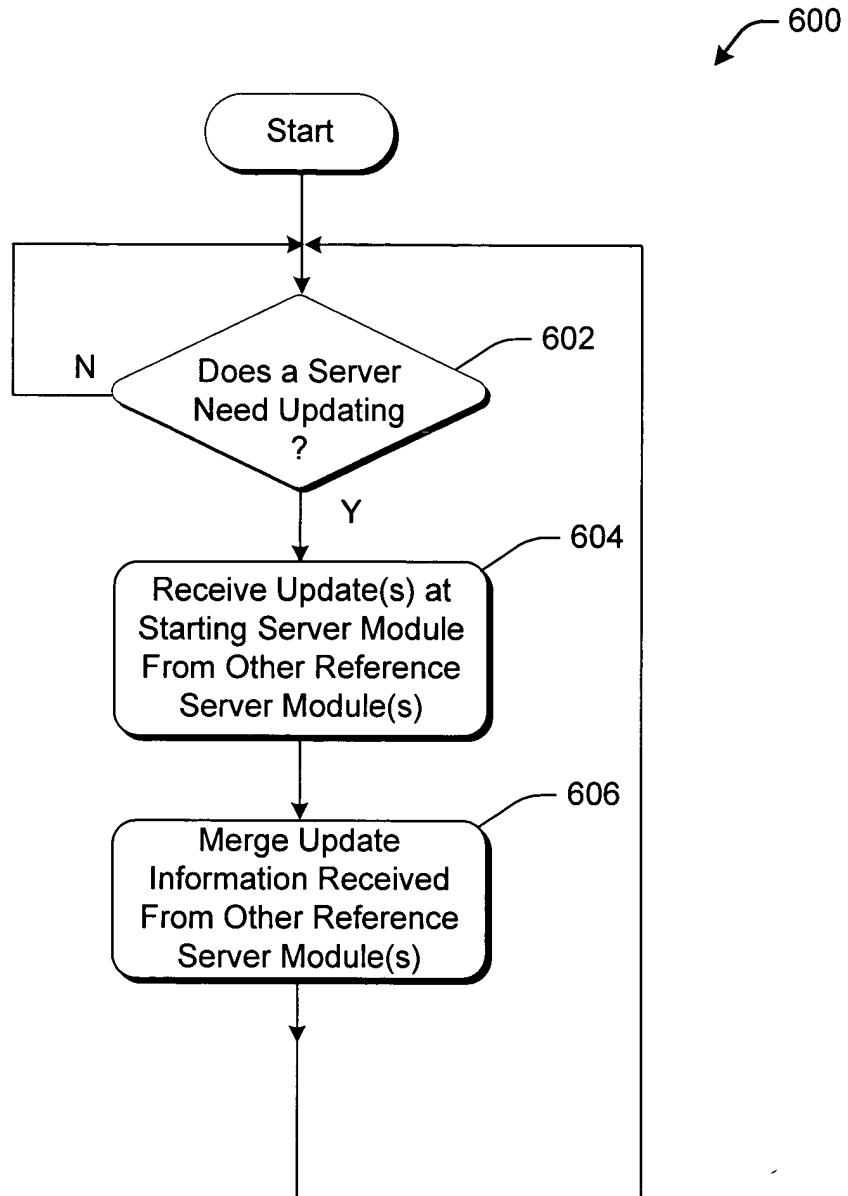 600
Start
N
Does a Server
Need Updating
?
602
Y
604
Receive Update(s) at
Starting Server Module
From Other Reference
Server Module(s)
606
Merge Update
Information Received
From Other Reference
Server Module(s)